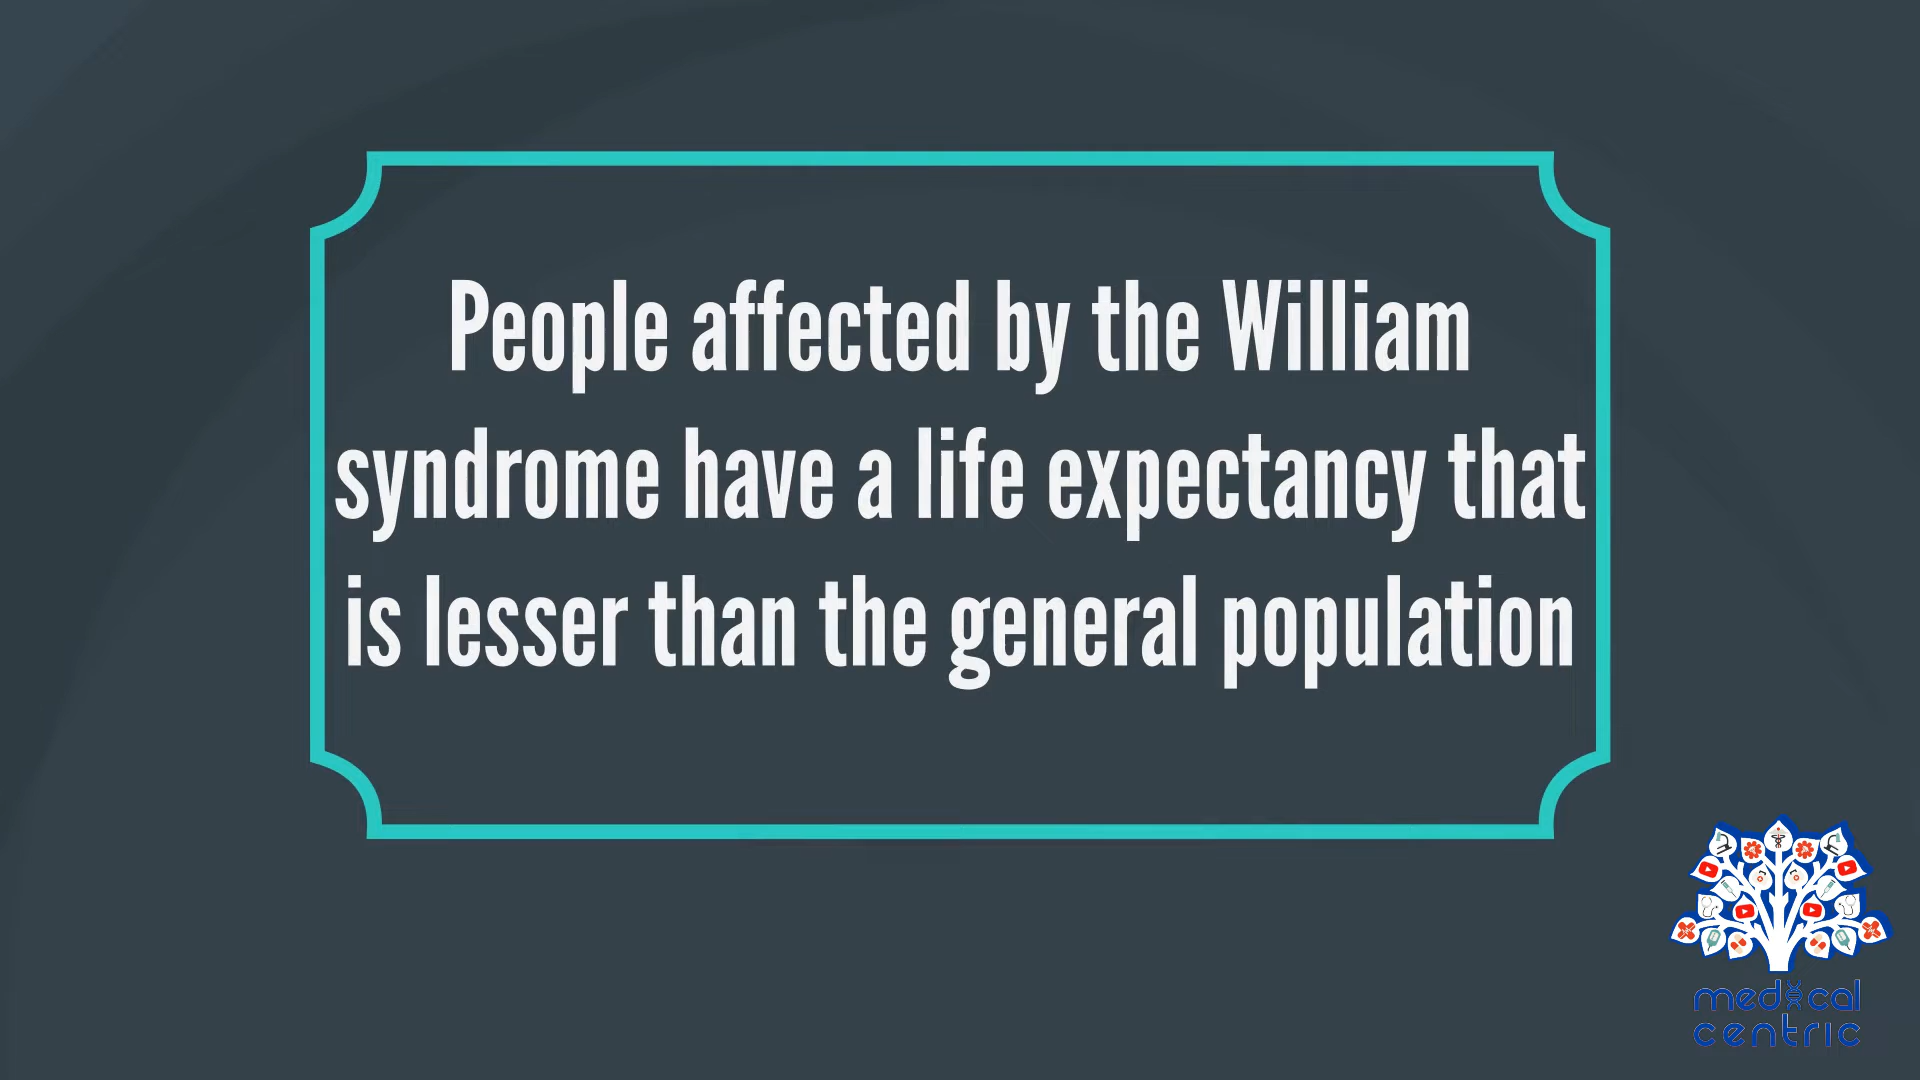 People affected by the William
syndrome have a life expectancy that
is lesser than the general population
medical
centric